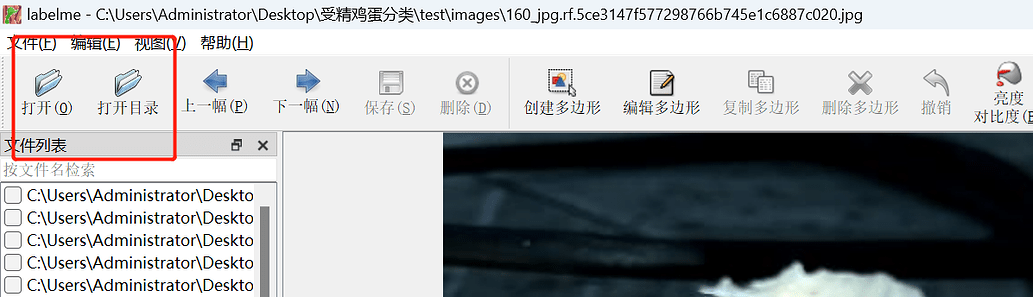 labelme - C:\Users\Administrator\Desktop\受精鸡蛋分类\test\images\160_jpg.rf.5ce3147f577298766b745e1c6887c020.jpg
文件(F) 编辑(E) 视图(V) 帮助(H)
打开(O) 打开目录 上一幅(P) 下一幅(N) 保存(S) 删除(D) 创建多边形 编辑多边形 复制多边形 删除多边形 撤销 亮度
对比度(
文件列表
按文件名检索
C:\Users\Administrator\Deskto
C:\Users\Administrator\Deskto
C:\Users\Administrator\Deskto
C:\Users\Administrator\Deskto
C:\Users\Administrator\Deskto